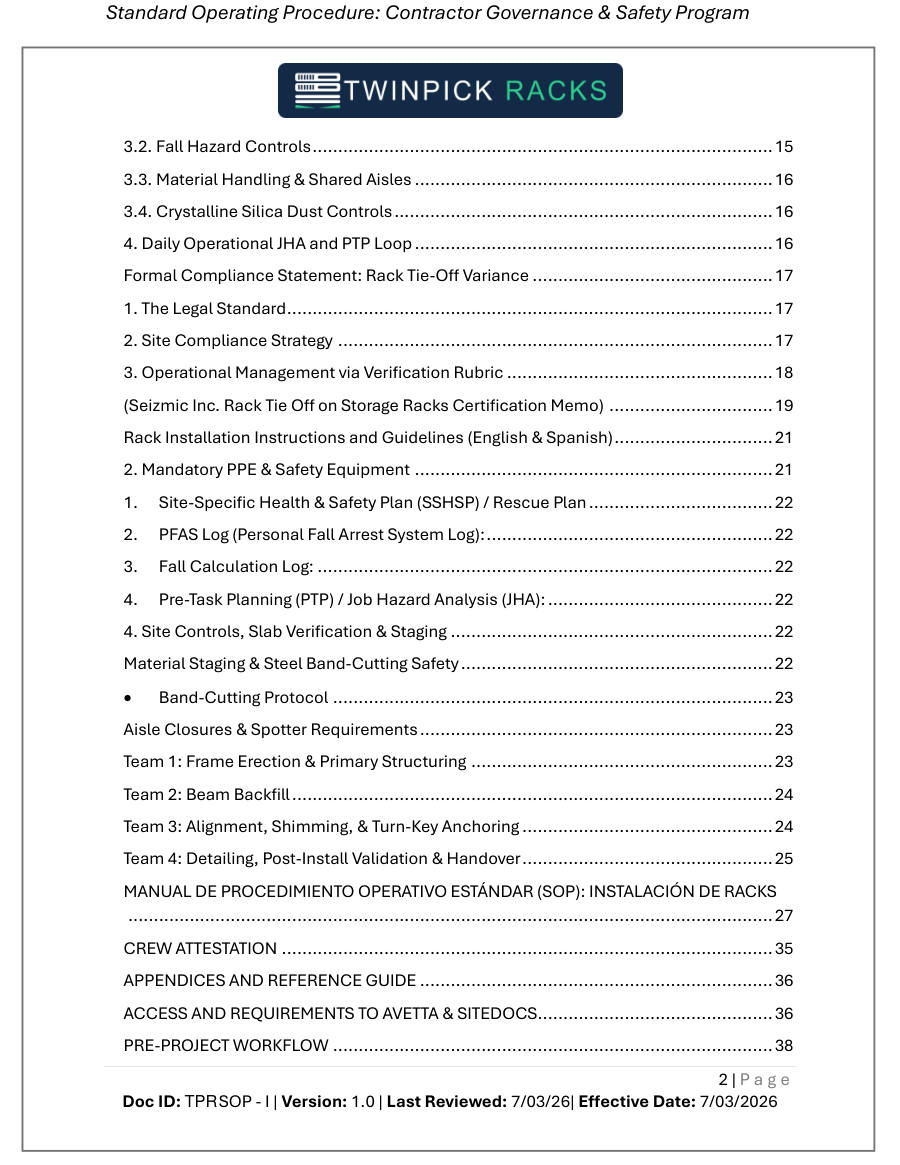 Standard Operating Procedure: Contractor Governance & Safety Program
TWINPICK RACKS
3.2. Fall Hazard Controls 15
3.3. Material Handling & Shared Aisles 16
3.4. Crystalline Silica Dust Controls 16
4. Daily Operational JHA and PTP Loop 16
Formal Compliance Statement: Rack Tie-Off Variance 17
1. The Legal Standard 17
2. Site Compliance Strategy 17
3. Operational Management via Verification Rubric 18
(Seizmic Inc. Rack Tie Off on Storage Racks Certification Memo) 19
Rack Installation Instructions and Guidelines (English & Spanish) 21
2. Mandatory PPE & Safety Equipment 21
1. Site-Specific Health & Safety Plan (SSHSP) / Rescue Plan 22
2. PFAS Log (Personal Fall Arrest System Log): 22
3. Fall Calculation Log: 22
4. Pre-Task Planning (PTP) / Job Hazard Analysis (JHA): 22
4. Site Controls, Slab Verification & Staging 22
Material Staging & Steel Band-Cutting Safety 22
• Band-Cutting Protocol 23
Aisle Closures & Spotter Requirements 23
Team 1: Frame Erection & Primary Structuring 23
Team 2: Beam Backfill 24
Team 3: Alignment, Shimming, & Turn-Key Anchoring 24
Team 4: Detailing, Post-Install Validation & Handover 25
MANUAL DE PROCEDIMIENTO OPERATIVO ESTÁNDAR (SOP): INSTALACIÓN DE RACKS
27
CREW ATTESTATION 35
APPENDICES AND REFERENCE GUIDE 36
ACCESS AND REQUIREMENTS TO AVETTA & SITEDOCS 36
PRE-PROJECT WORKFLOW 38
2 | Page
Doc ID: TPRSOP - I | Version: 1.0 | Last Reviewed: 7/03/26| Effective Date: 7/03/2026